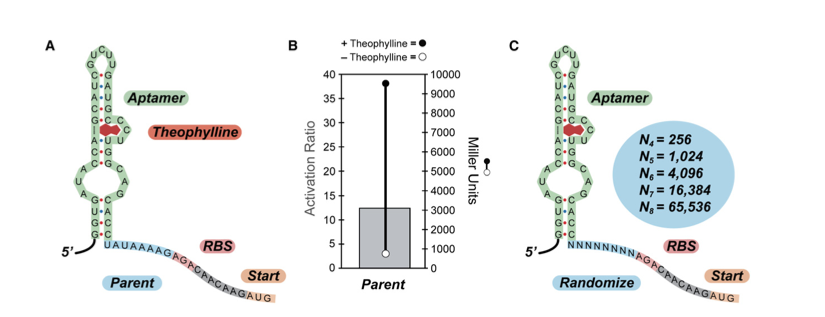 A
Aptamer
Theophylline
5′
UAUAAAAGAGACAACAAGAUG
RBS
Start
Parent
B
+ Theophylline = ●
– Theophylline = ○
Activation Ratio
40
35
30
25
20
15
10
5
0
10000
9000
8000
7000
6000
5000
4000
3000
2000
1000
0
Miller Units
Parent
C
Aptamer
N4 = 256
N5 = 1,024
N6 = 4,096
N7 = 16,384
N8 = 65,536
5′
NNNNNNNNAGACAACAAGAUG
RBS
Start
Randomize